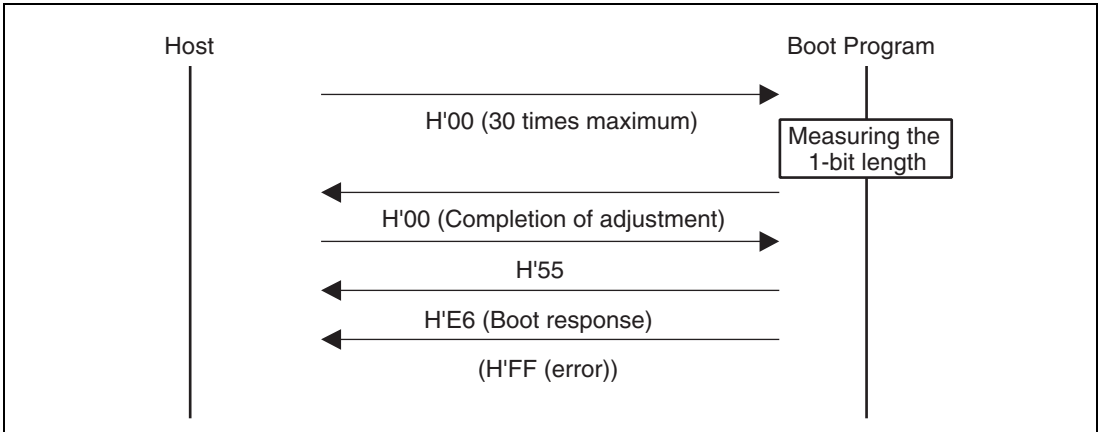 Host
Boot Program
H'00 (30 times maximum)
Measuring the
1-bit length
H'00 (Completion of adjustment)
H'55
H'E6 (Boot response)
(H'FF (error))